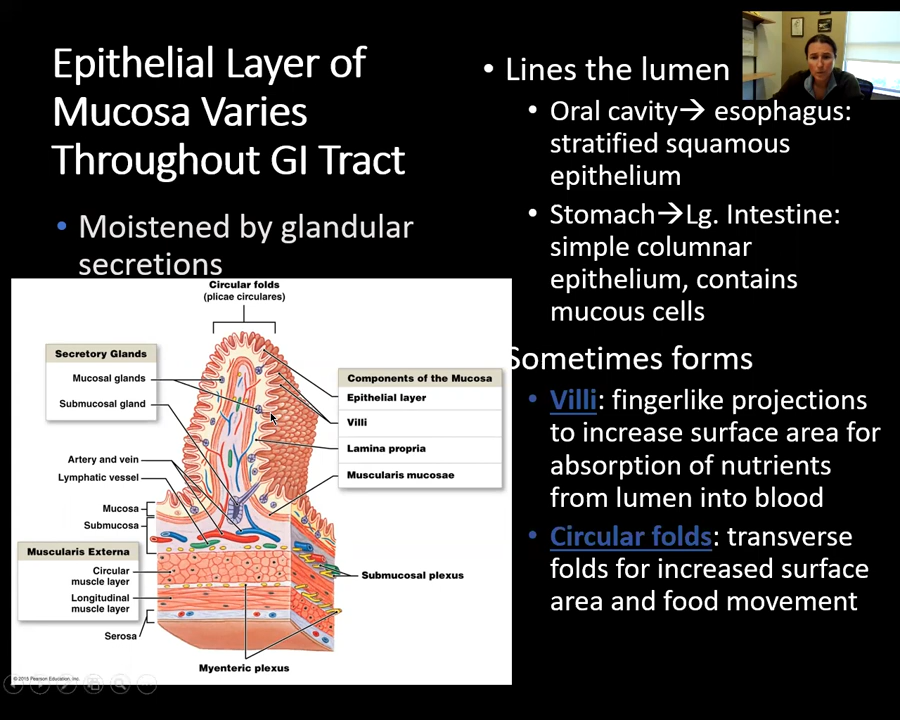 Epithelial Layer of
Mucosa Varies
Throughout GI Tract
• Moistened by glandular
secretions
• Lines the lumen
• Oral cavity→ esophagus:
stratified squamous
epithelium
• Stomach→Lg. Intestine:
simple columnar
epithelium, contains
mucous cells
Sometimes forms
• Villi: fingerlike projections
to increase surface area for
absorption of nutrients
from lumen into blood
• Circular folds: transverse
folds for increased surface
area and food movement
Circular folds
(plicae circulares)
Secretory Glands
Mucosal glands
Submucosal gland
Artery and vein
Lymphatic vessel
Mucosa
Submucosa
Muscularis Externa
Circular
muscle layer
Longitudinal
muscle layer
Serosa
Components of the Mucosa
Epithelial layer
Villi
Lamina propria
Muscularis mucosae
Submucosal plexus
Myenteric plexus
© 2015 Pearson Education, Inc.